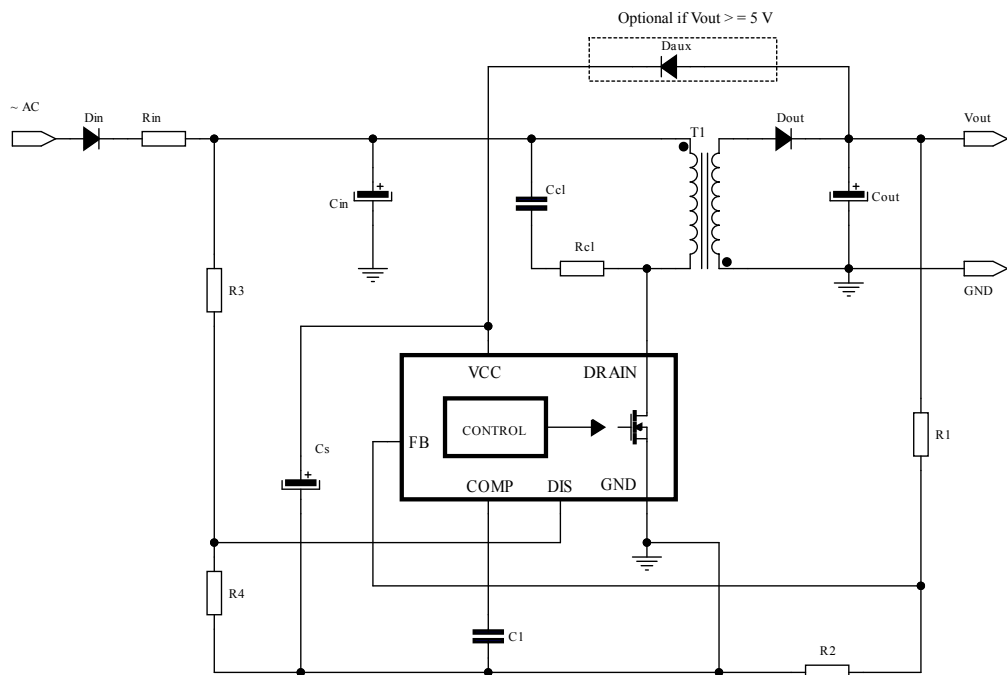 Optional if Vout > = 5 V
Daux
~ AC
Din
Rin
T1
Dout
Vout
Cin
+
Ccl
+
Cout
Rcl
R3
GND
VCC
DRAIN
CONTROL
FB
R1
Cs
+
COMP
DIS
GND
R4
C1
R2